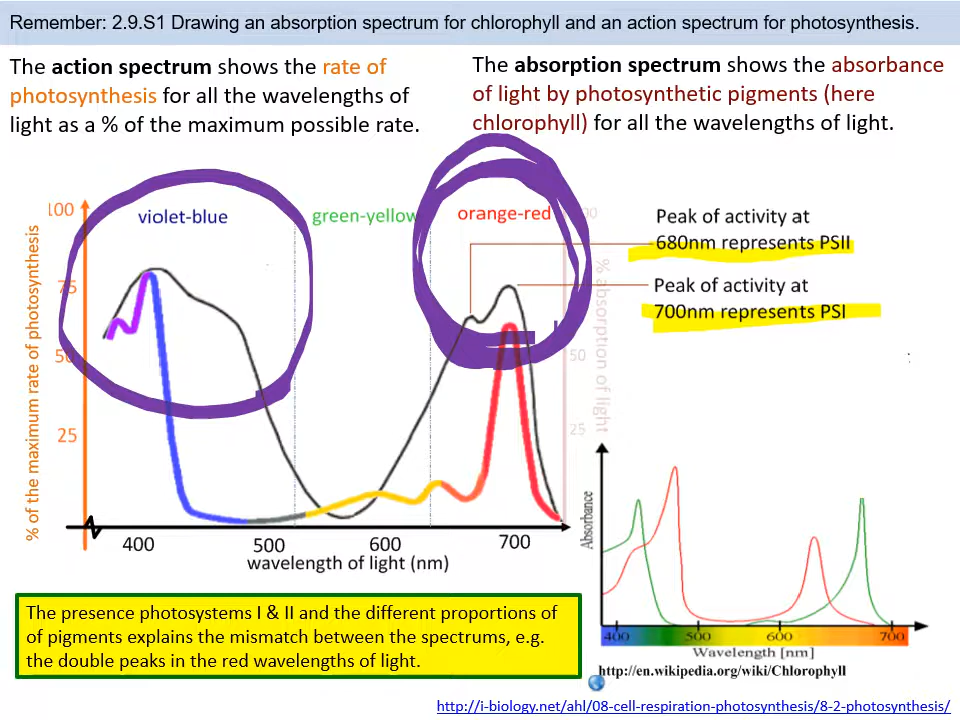 Remember: 2.9.S1 Drawing an absorption spectrum for chlorophyll and an action spectrum for photosynthesis.
The action spectrum shows the rate of
photosynthesis for all the wavelengths of
light as a % of the maximum possible rate.
The absorption spectrum shows the absorbance
of light by photosynthetic pigments (here
chlorophyll) for all the wavelengths of light.
100
75
50
25
% of the maximum rate of photosynthesis
violet-blue
green-yellow
orange-red
50
25
% absorption of light
Peak of activity at
680nm represents PSII
Peak of activity at
700nm represents PSI
400
500
600
700
wavelength of light (nm)
Absorbance
400
500
600
700
Wavelength [nm]
http://en.wikipedia.org/wiki/Chlorophyll
The presence photosystems I & II and the different proportions of
of pigments explains the mismatch between the spectrums, e.g.
the double peaks in the red wavelengths of light.
http://i-biology.net/ahl/08-cell-respiration-photosynthesis/8-2-photosynthesis/